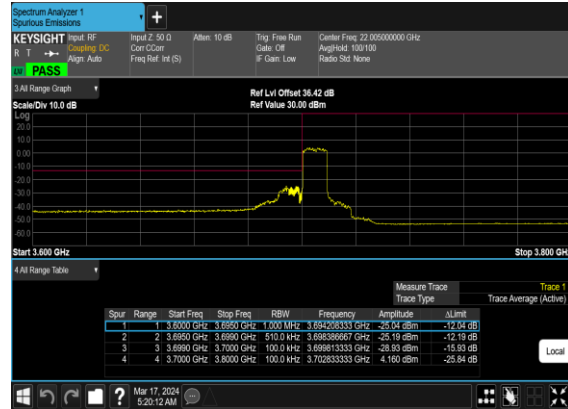 Spectrum Analyzer 1
Spurious Emissions
KEYSIGHT Input: RF Input Z: 50 Ω Atten: 10 dB Trig: Free Run Center Freq: 22.005000000 GHz
R T Coupling: DC Corr CCorr Gate: Off Avg|Hold: 100/100
Align: Auto Freq Ref: Int (S) IF Gain: Low Radio Std: None
PASS
3 All Range Graph
Ref Lvl Offset 36.42 dB
Scale/Div 10.0 dB Ref Value 30.00 dBm
Log
20.0
10.0
0.00
-10.0
-20.0
-30.0
-40.0
-50.0
-60.0
Start 3.600 GHz Stop 3.800 GHz
4 All Range Table
Measure Trace Trace 1
Trace Type Trace Average (Active)
Spur Range Start Freq Stop Freq RBW Frequency Amplitude ΔLimit
1 1 3.6000 GHz 3.6950 GHz 1.000 MHz 3.694208333 GHz -25.04 dBm -12.04 dB
2 2 3.6950 GHz 3.6990 GHz 510.0 kHz 3.698386667 GHz -25.19 dBm -12.19 dB
3 3 3.6990 GHz 3.7000 GHz 100.0 kHz 3.699813333 GHz -28.93 dBm -15.93 dB
4 4 3.7000 GHz 3.8000 GHz 100.0 kHz 3.702833333 GHz 4.160 dBm -25.84 dB
Local
Mar 17, 2024
5:20:12 AM